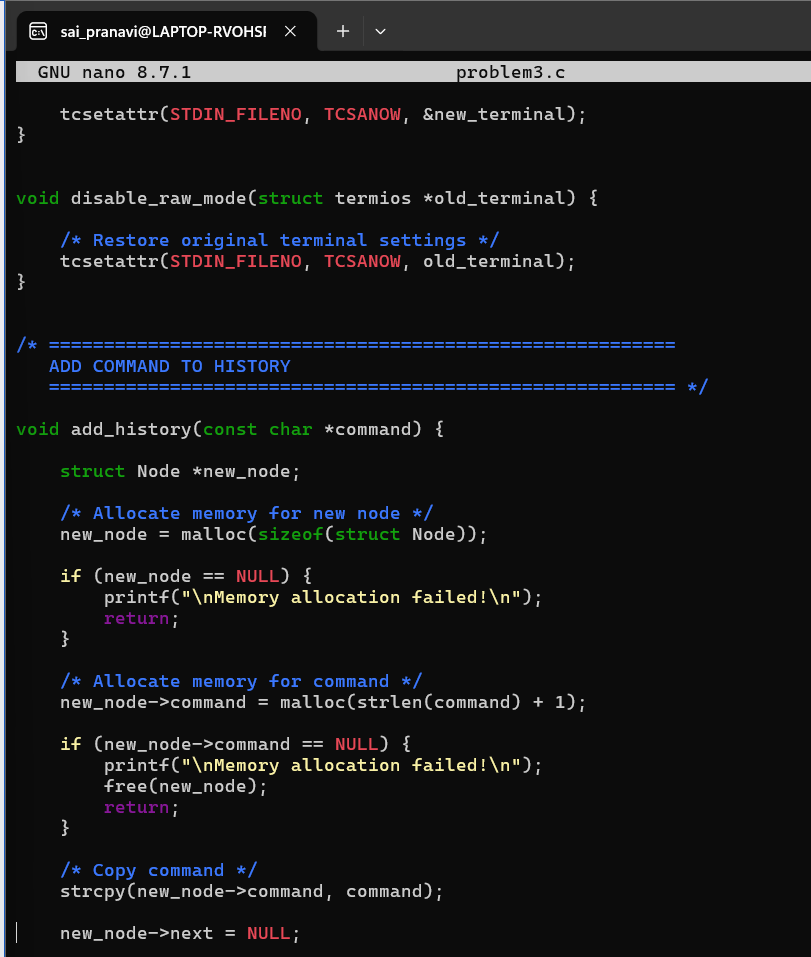 sai_pranavi@LAPTOP-RVOHSI
GNU nano 8.7.1 problem3.c
    tcsetattr(STDIN_FILENO, TCSANOW, &new_terminal);
}
void disable_raw_mode(struct termios *old_terminal) {
    /* Restore original terminal settings */
    tcsetattr(STDIN_FILENO, TCSANOW, old_terminal);
}
/* =========================================================
   ADD COMMAND TO HISTORY
   ========================================================= */
void add_history(const char *command) {
    struct Node *new_node;
    /* Allocate memory for new node */
    new_node = malloc(sizeof(struct Node));
    if (new_node == NULL) {
        printf("\nMemory allocation failed!\n");
        return;
    }
    /* Allocate memory for command */
    new_node->command = malloc(strlen(command) + 1);
    if (new_node->command == NULL) {
        printf("\nMemory allocation failed!\n");
        free(new_node);
        return;
    }
    /* Copy command */
    strcpy(new_node->command, command);
    new_node->next = NULL;